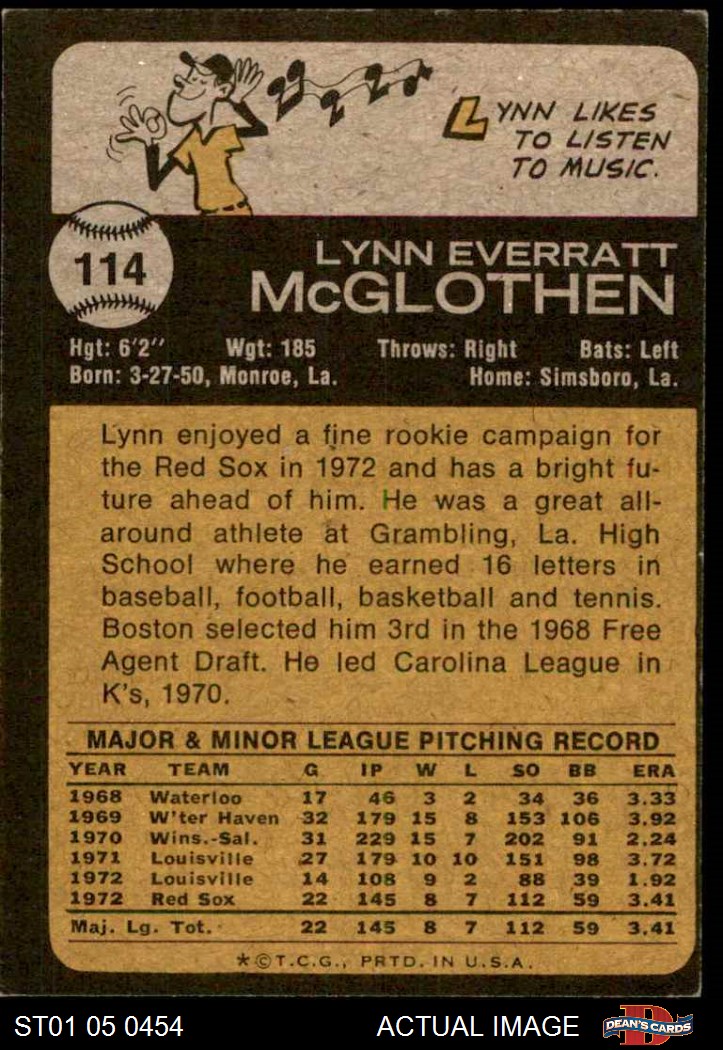 LYNN LIKES
TO LISTEN
TO MUSIC.
114
LYNN EVERRATT
McGLOTHEN
Hgt: 6'2" Wgt: 185 Throws: Right Bats: Left
Born: 3-27-50, Monroe, La. Home: Simsboro, La.
Lynn enjoyed a fine rookie campaign for
the Red Sox in 1972 and has a bright fu-
ture ahead of him. He was a great all-
around athlete at Grambling, La. High
School where he earned 16 letters in
baseball, football, basketball and tennis.
Boston selected him 3rd in the 1968 Free
Agent Draft. He led Carolina League in
K's, 1970.
MAJOR & MINOR LEAGUE PITCHING RECORD
YEAR TEAM G IP W L SO BB ERA
1968 Waterloo 17 46 3 2 34 36 3.33
1969 W'ter Haven 32 179 15 8 153 106 3.92
1970 Wins.-Sal. 31 229 15 7 202 91 2.24
1971 Louisville 27 179 10 10 151 98 3.72
1972 Louisville 14 108 9 2 88 39 1.92
1972 Red Sox 22 145 8 7 112 59 3.41
Maj. Lg. Tot. 22 145 8 7 112 59 3.41
*©T.C.G., PRTD. IN U.S.A.
ST01 05 0454 ACTUAL IMAGE D DEAN'S CARDS